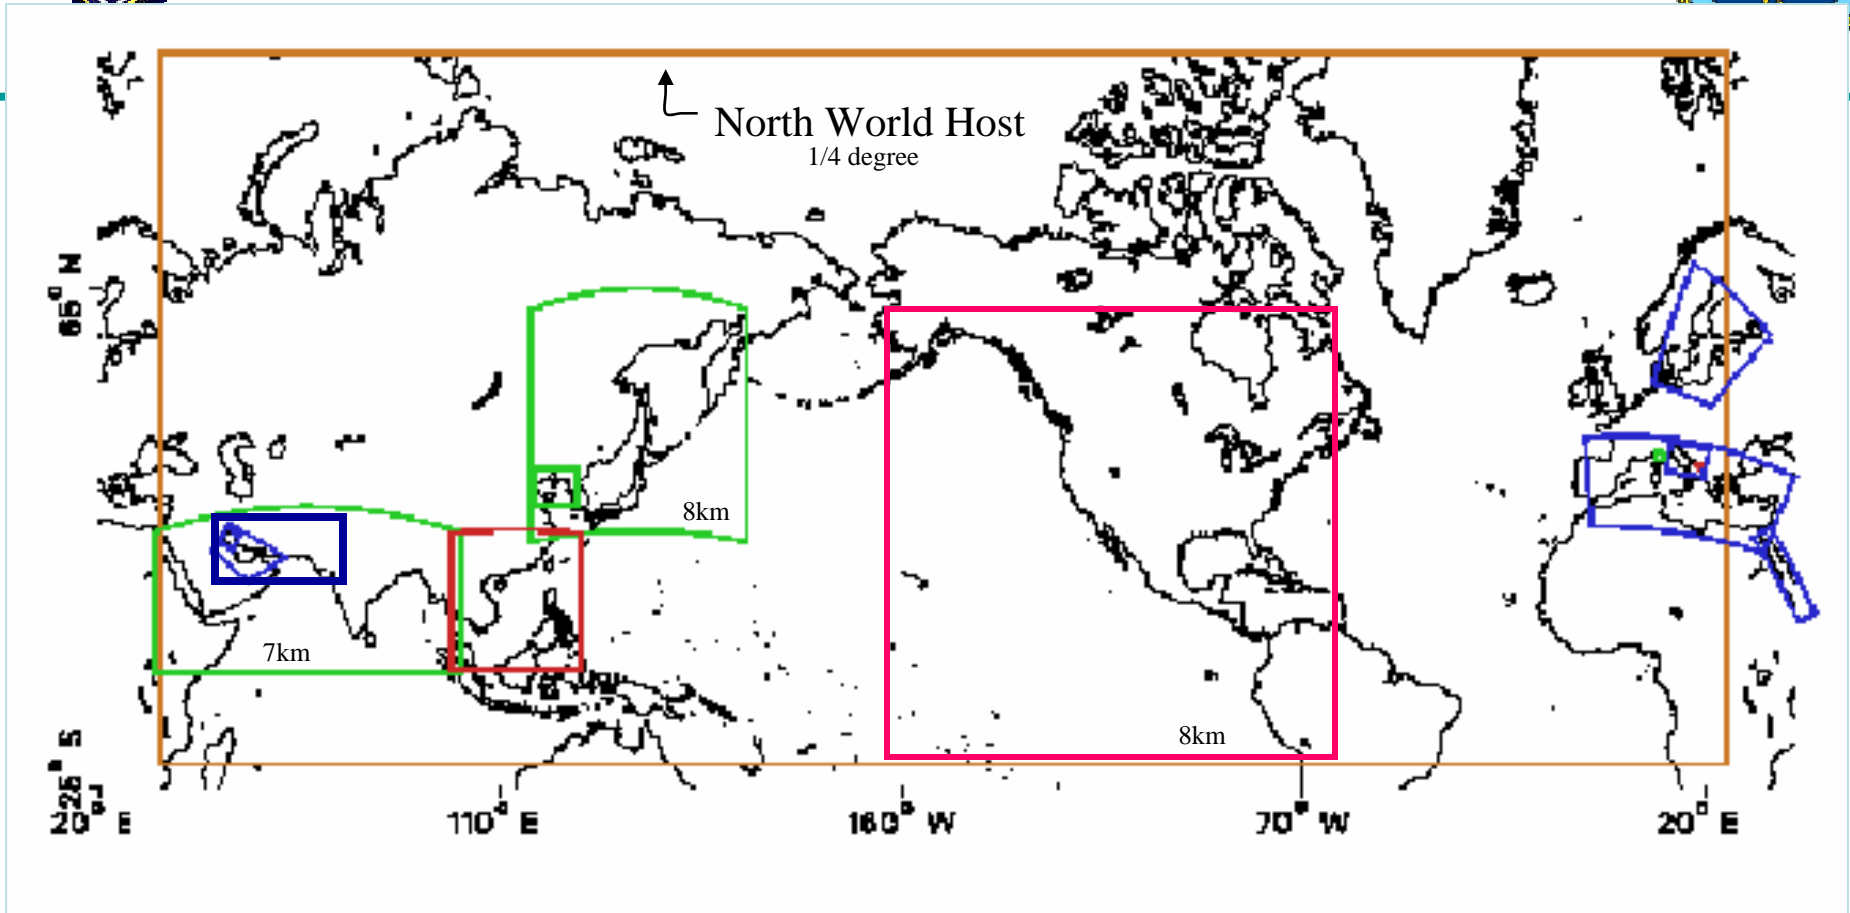 North World Host
1/4 degree
65° N
8km
7km
8km
25° S
20° E
110° E
160° W
70° W
20° E